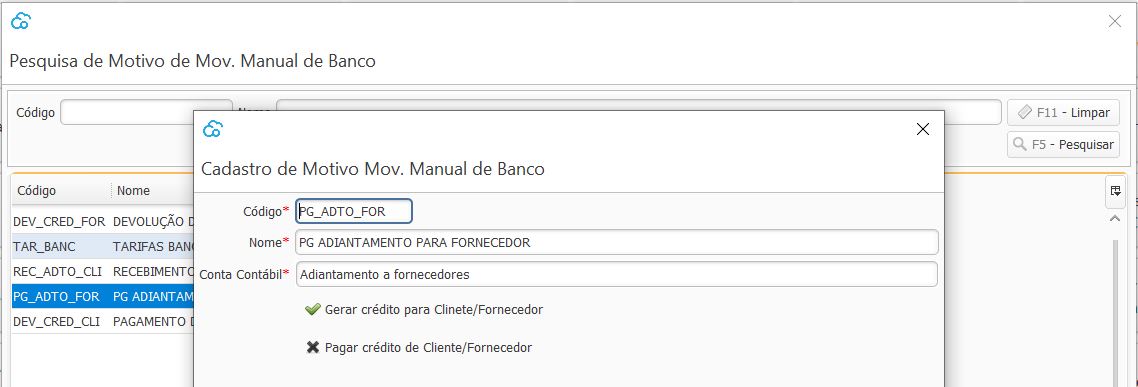 Pesquisa de Motivo de Mov. Manual de Banco
Código
F11 - Limpar
F5 - Pesquisar
Código Nome
DEV_CRED_FOR DEVOLUÇÃO D
TAR_BANC TARIFAS BANC
REC_ADTO_CLI RECEBIMENTO
PG_ADTO_FOR PG ADIANTAM
DEV_CRED_CLI PAGAMENTO D
Cadastro de Motivo Mov. Manual de Banco
Código* PG_ADTO_FOR
Nome* PG ADIANTAMENTO PARA FORNECEDOR
Conta Contábil* Adiantamento a fornecedores
Gerar crédito para Clinete/Fornecedor
Pagar crédito de Cliente/Fornecedor